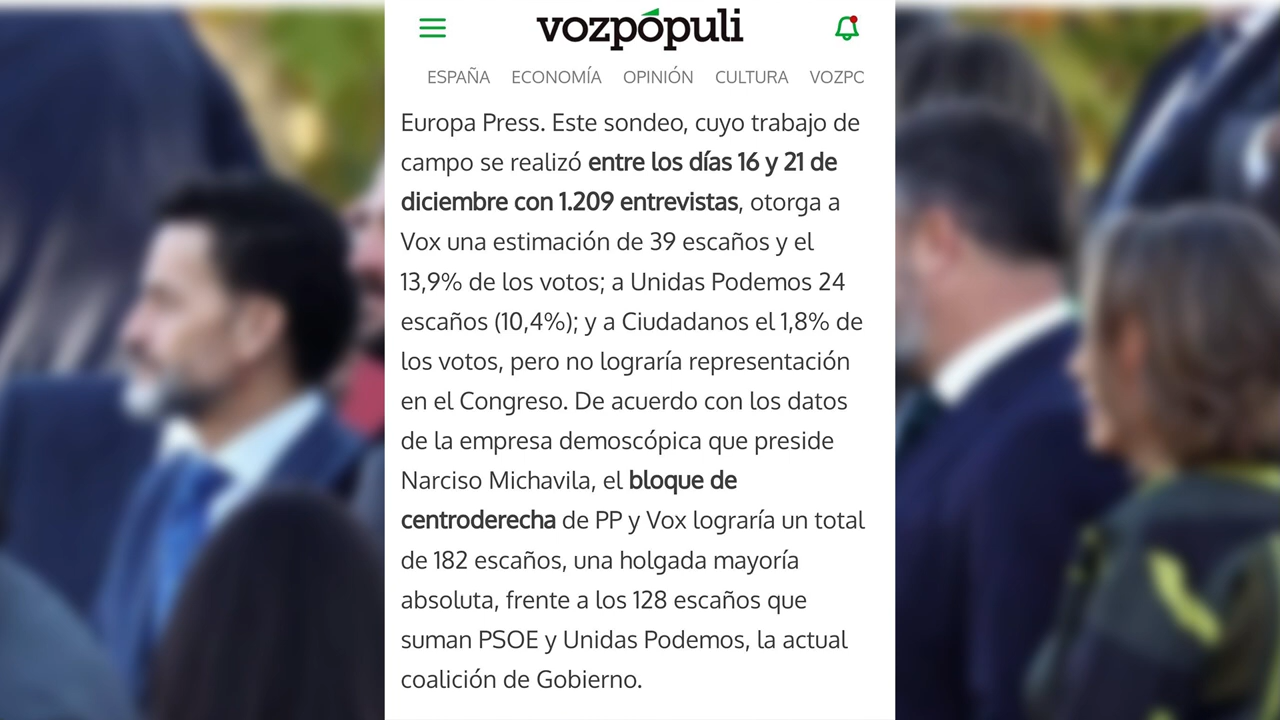 vozpópuli
ESPAÑA ECONOMÍA OPINIÓN CULTURA VOZPC
Europa Press. Este sondeo, cuyo trabajo de
campo se realizó entre los días 16 y 21 de
diciembre con 1.209 entrevistas, otorga a
Vox una estimación de 39 escaños y el
13,9% de los votos; a Unidas Podemos 24
escaños (10,4%); y a Ciudadanos el 1,8% de
los votos, pero no lograría representación
en el Congreso. De acuerdo con los datos
de la empresa demoscópica que preside
Narciso Michavila, el bloque de
centroderecha de PP y Vox lograría un total
de 182 escaños, una holgada mayoría
absoluta, frente a los 128 escaños que
suman PSOE y Unidas Podemos, la actual
coalición de Gobierno.